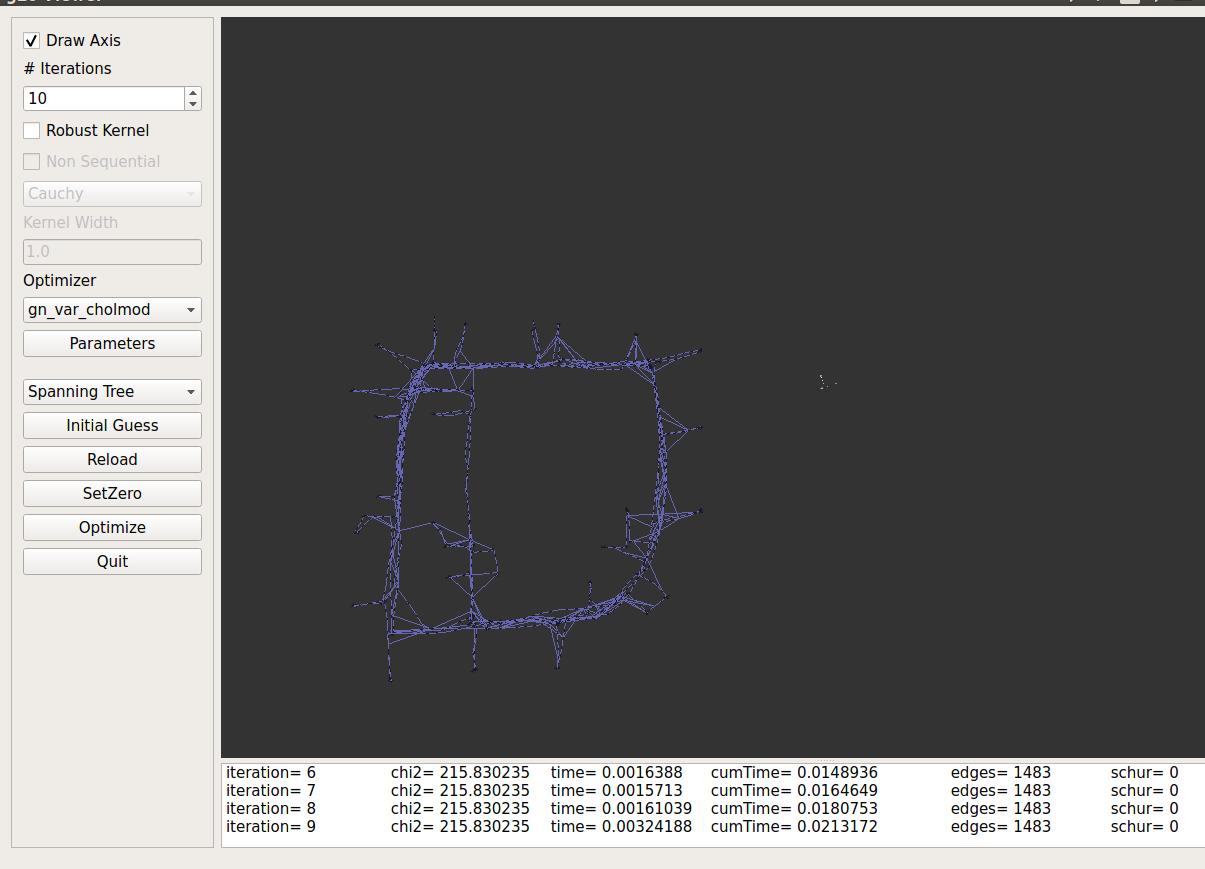 Draw Axis
# Iterations
10
Robust Kernel
Non Sequential
Cauchy
Kernel Width
1.0
Optimizer
gn_var_cholmod
Parameters
Spanning Tree
Initial Guess
Reload
SetZero
Optimize
Quit
iteration= 6 chi2= 215.830235 time= 0.0016388 cumTime= 0.0148936 edges= 1483 schur= 0
iteration= 7 chi2= 215.830235 time= 0.0015713 cumTime= 0.0164649 edges= 1483 schur= 0
iteration= 8 chi2= 215.830235 time= 0.00161039 cumTime= 0.0180753 edges= 1483 schur= 0
iteration= 9 chi2= 215.830235 time= 0.00324188 cumTime= 0.0213172 edges= 1483 schur= 0